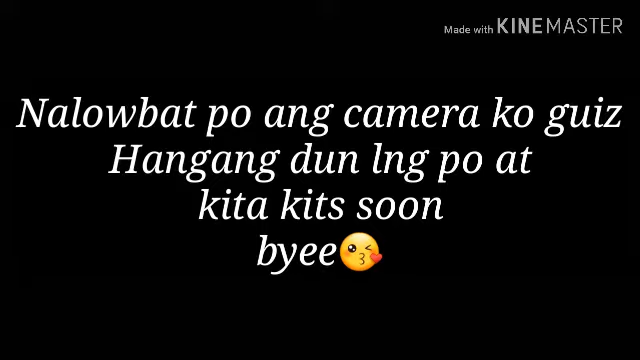 Made with KINEMASTER
Nalowbat po ang camera ko guiz
Hangang dun lng po at
kita kits soon
byee😘